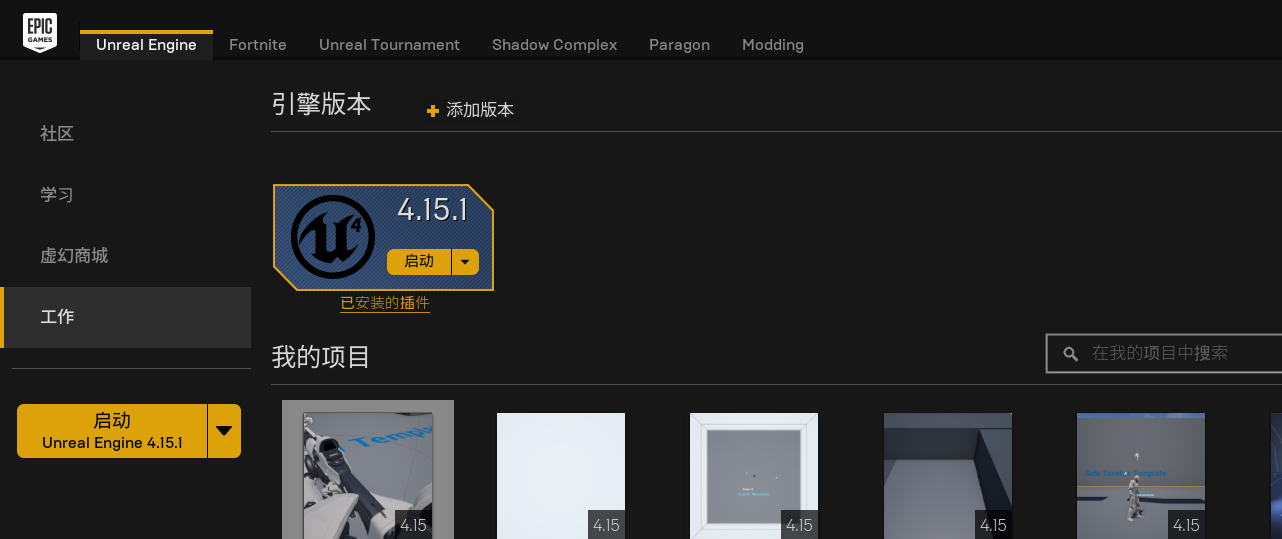 EPIC
GAMES
Unreal Engine
Fortnite
Unreal Tournament
Shadow Complex
Paragon
Modding
社区
学习
虚幻商城
工作
启动
Unreal Engine 4.15.1
引擎版本
添加版本
4.15.1
启动
已安装的插件
我的项目
在我的项目中搜索
Templ
4.15
4.15
4.15
4.15
Side Scroller Template
4.15